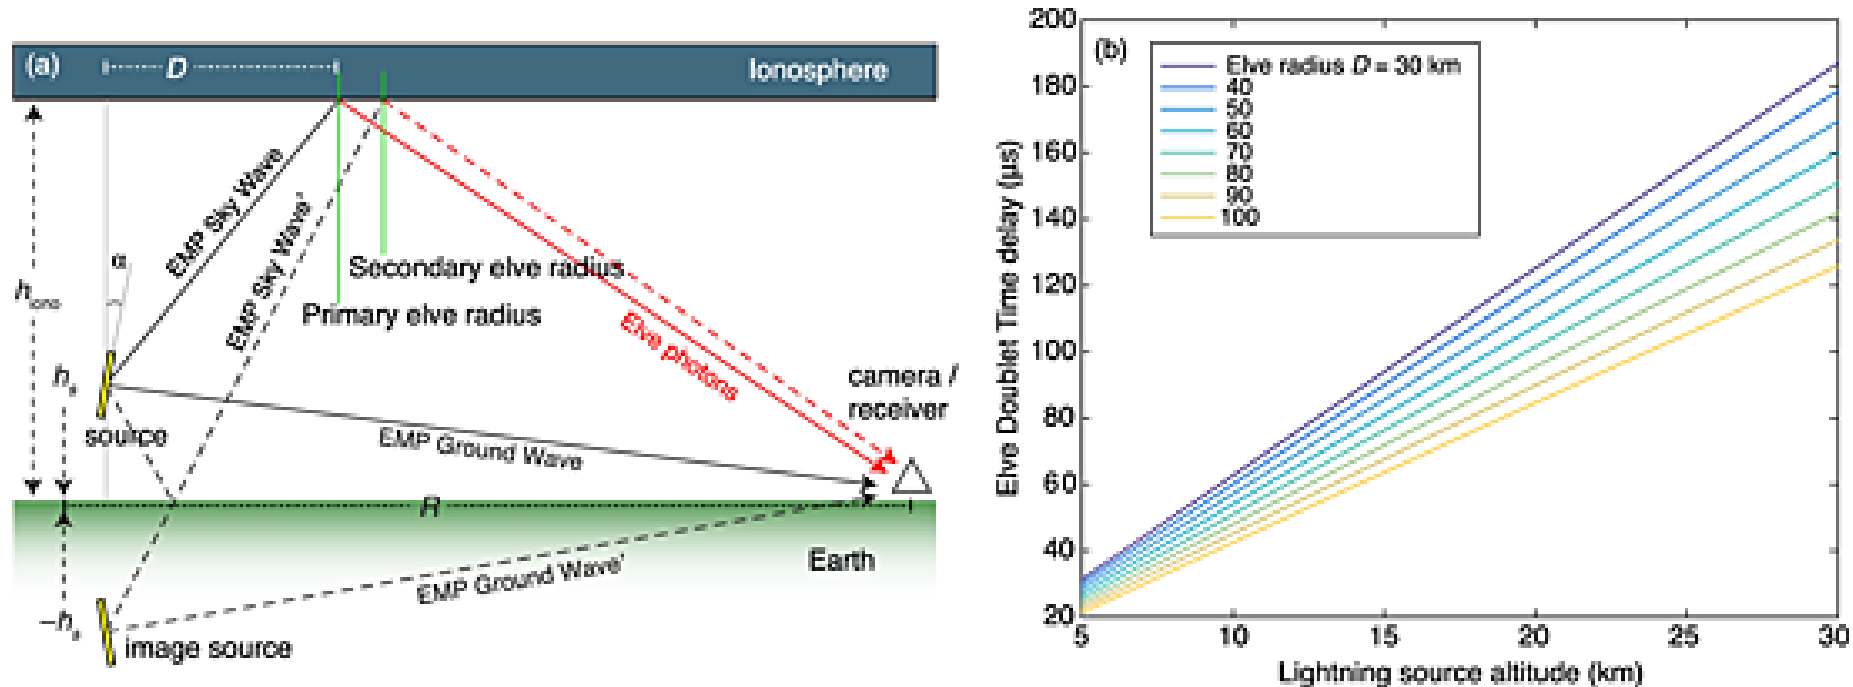 (a)
D
Ionosphere
EMP Sky Wave
EMP Sky Wave'
α
Secondary elve radius
Primary elve radius
Elve photons
h
source
camera /
receiver
EMP Ground Wave
R
Earth
EMP Ground Wave'
image source
(b)
Elve radius D = 30 km
40
50
60
70
80
90
100
Elve Doublet Time delay (µs)
200
180
160
140
120
100
80
60
40
20
5
10
15
20
25
30
Lightning source altitude (km)